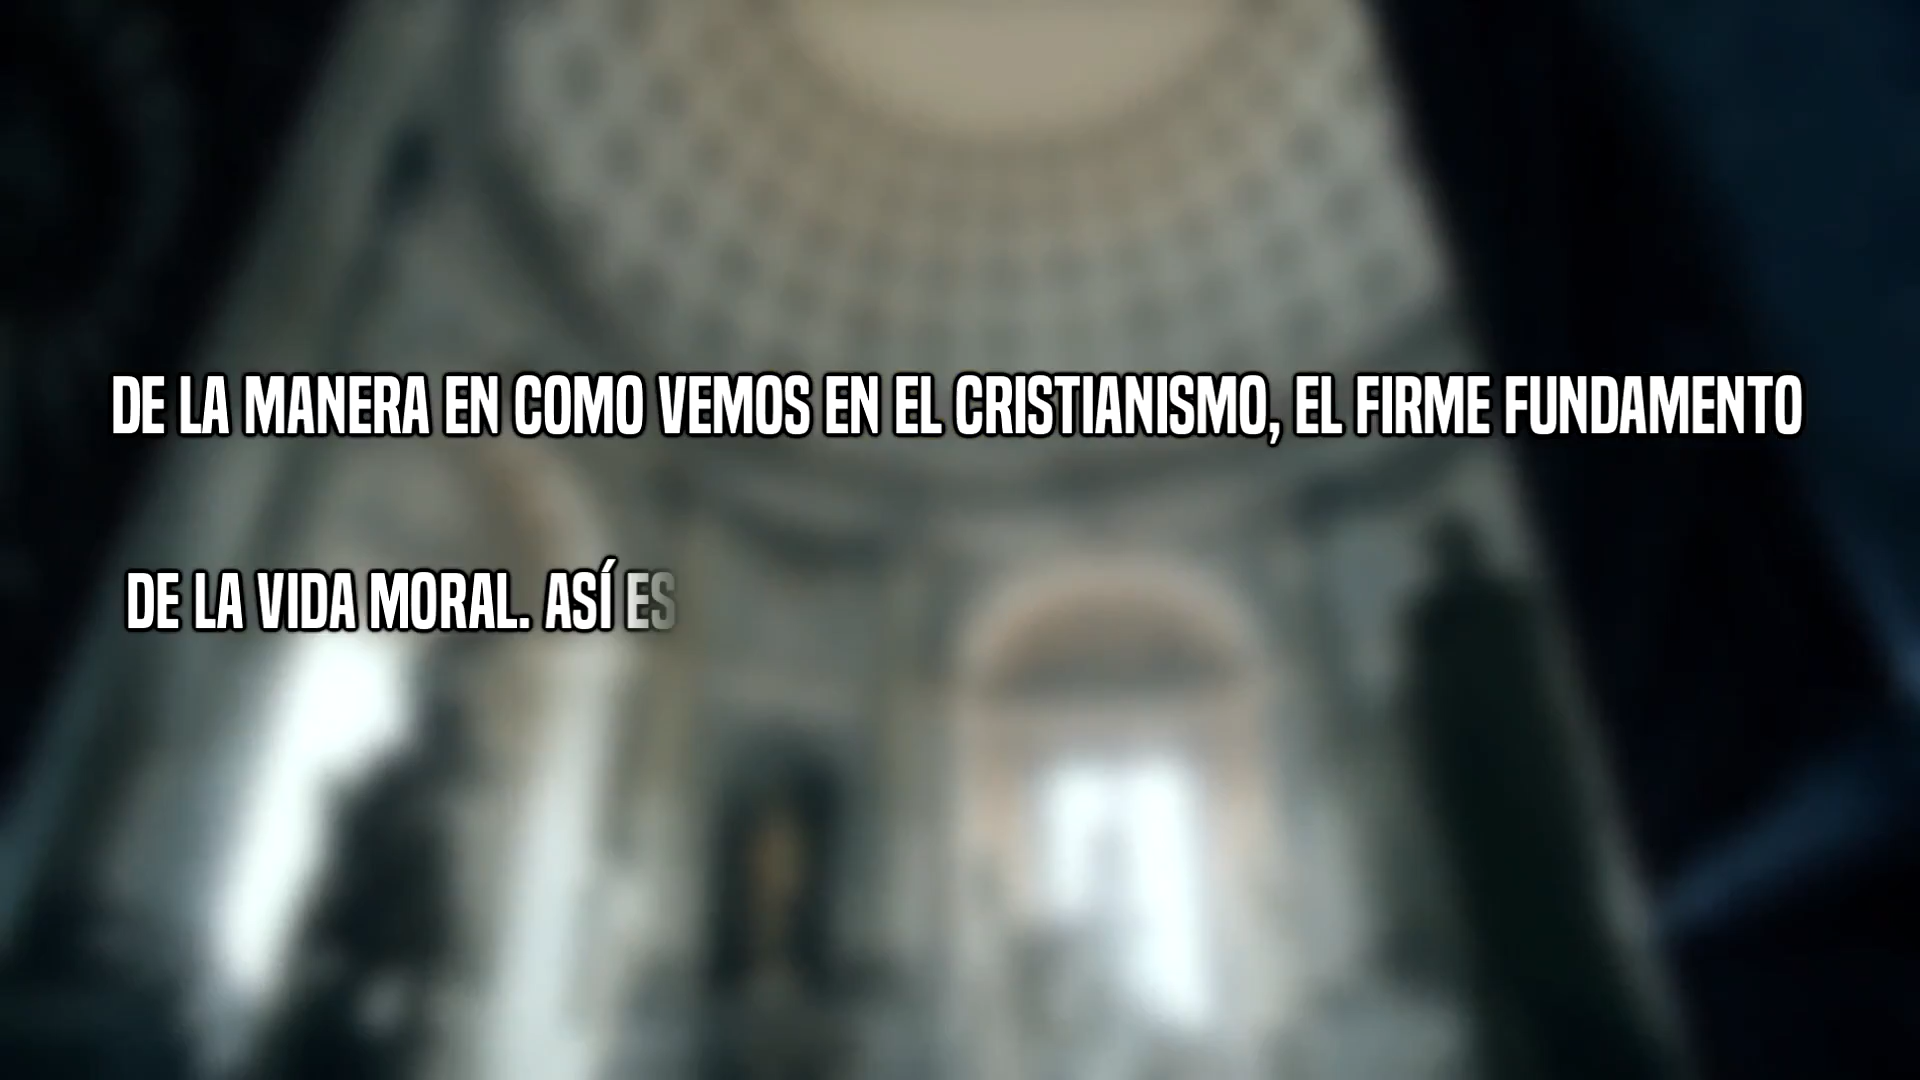 DE LA MANERA EN COMO VEMOS EN EL CRISTIANISMO, EL FIRME FUNDAMENTO
DE LA VIDA MORAL. ASÍ ES